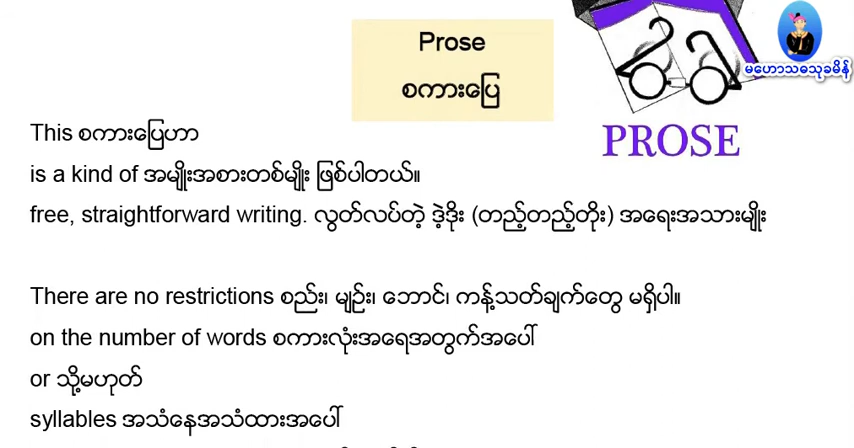 Prose
စကားပြေ
မဟောသဓသုခမိန်
PROSE
This စကားပြေဟာ
is a kind of အမျိုးအစားတစ်မျိုး ဖြစ်ပါတယ်။
free, straightforward writing. လွတ်လပ်တဲ့ ဒဲ့ဒိုး (တည့်တည့်တိုး) အရေးအသားမျိုး
There are no restrictions စည်း၊ မျဉ်း၊ ဘောင်၊ ကန့်သတ်ချက်တွေ မရှိပါ။
on the number of words စကားလုံးအရေအတွက်အပေါ်
or သို့မဟုတ်
syllables အသံနေအသံထားအပေါ်